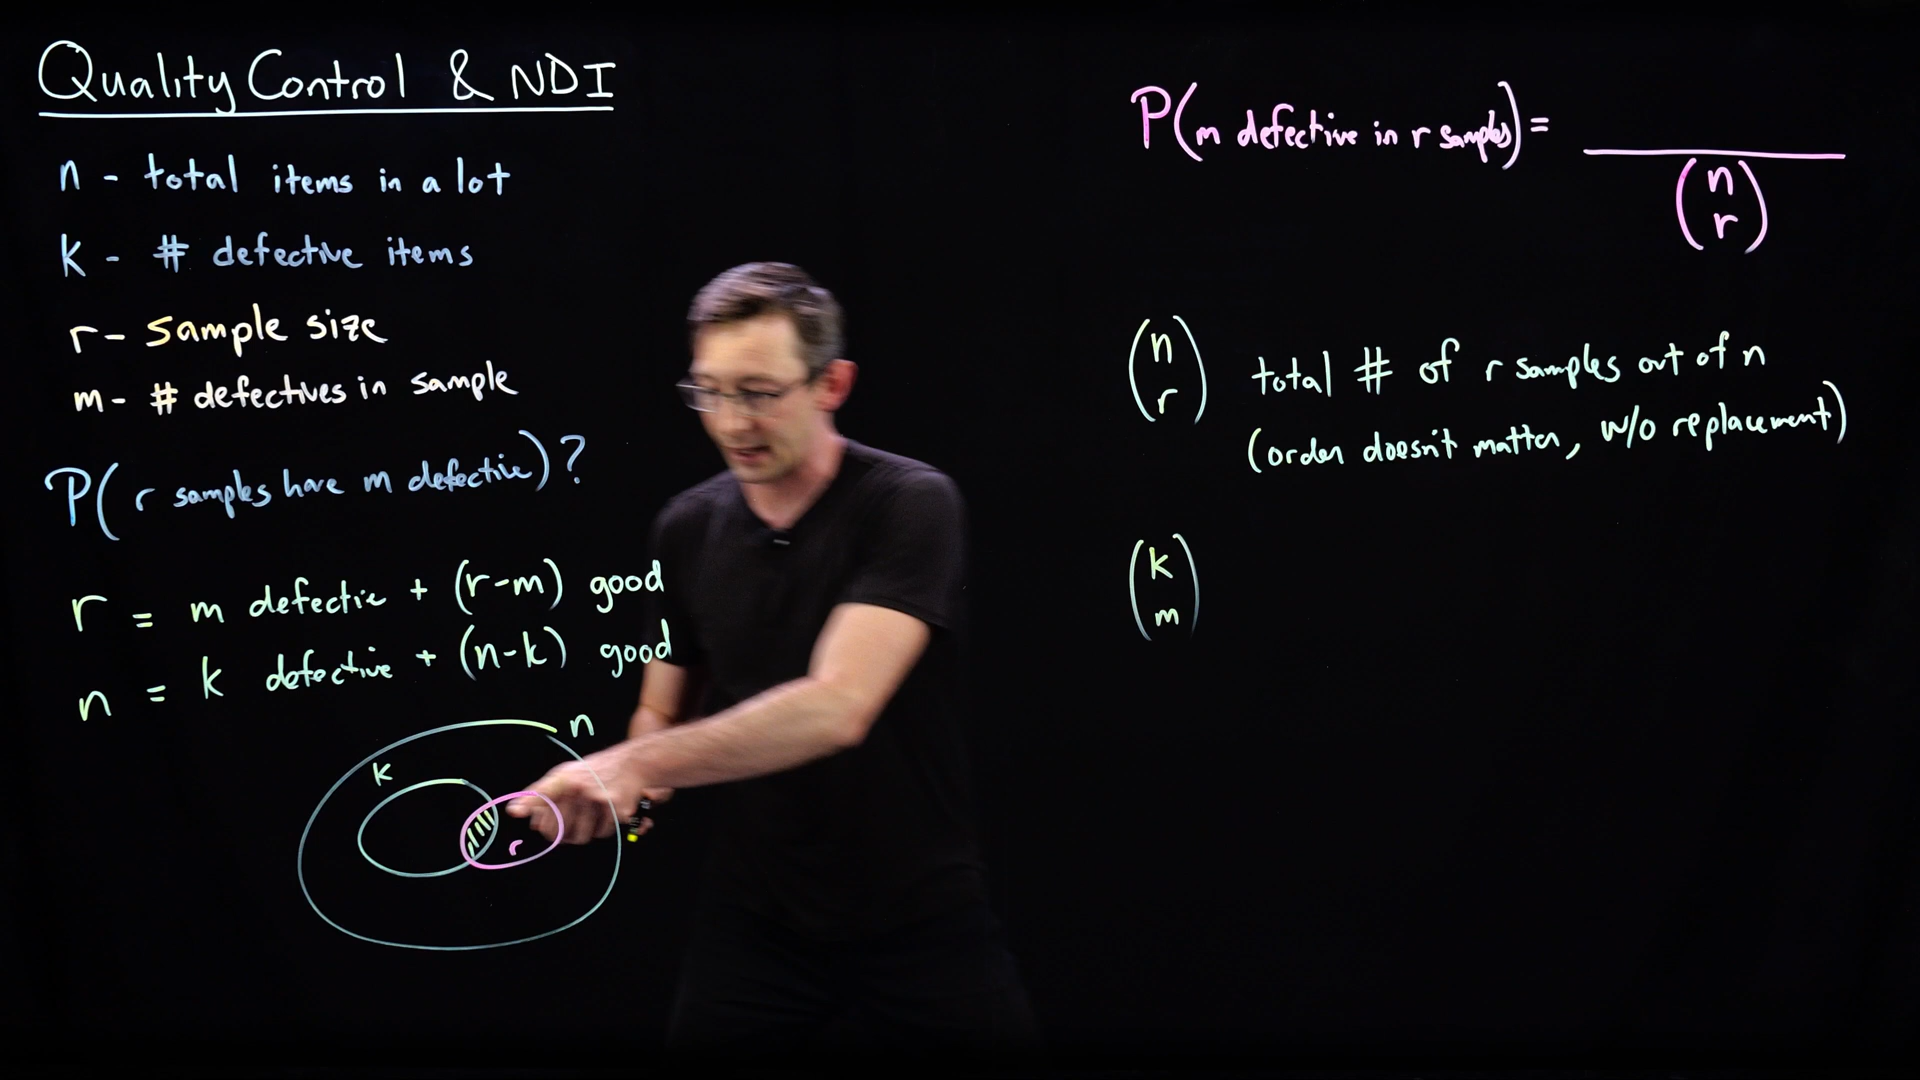 Quality Control & NDI
n - total items in a lot
k - # defective items
r - sample size
m - # defectives in sample
P( r samples have m defective)?
r = m defectie + (r-m) good
n = k defective + (n-k) good
n
k
r
P(m defective in r samples) =
(n
r)
(n
r) total # of r samples out of n
(order doesn't matter, w/o replacement)
(k
m)